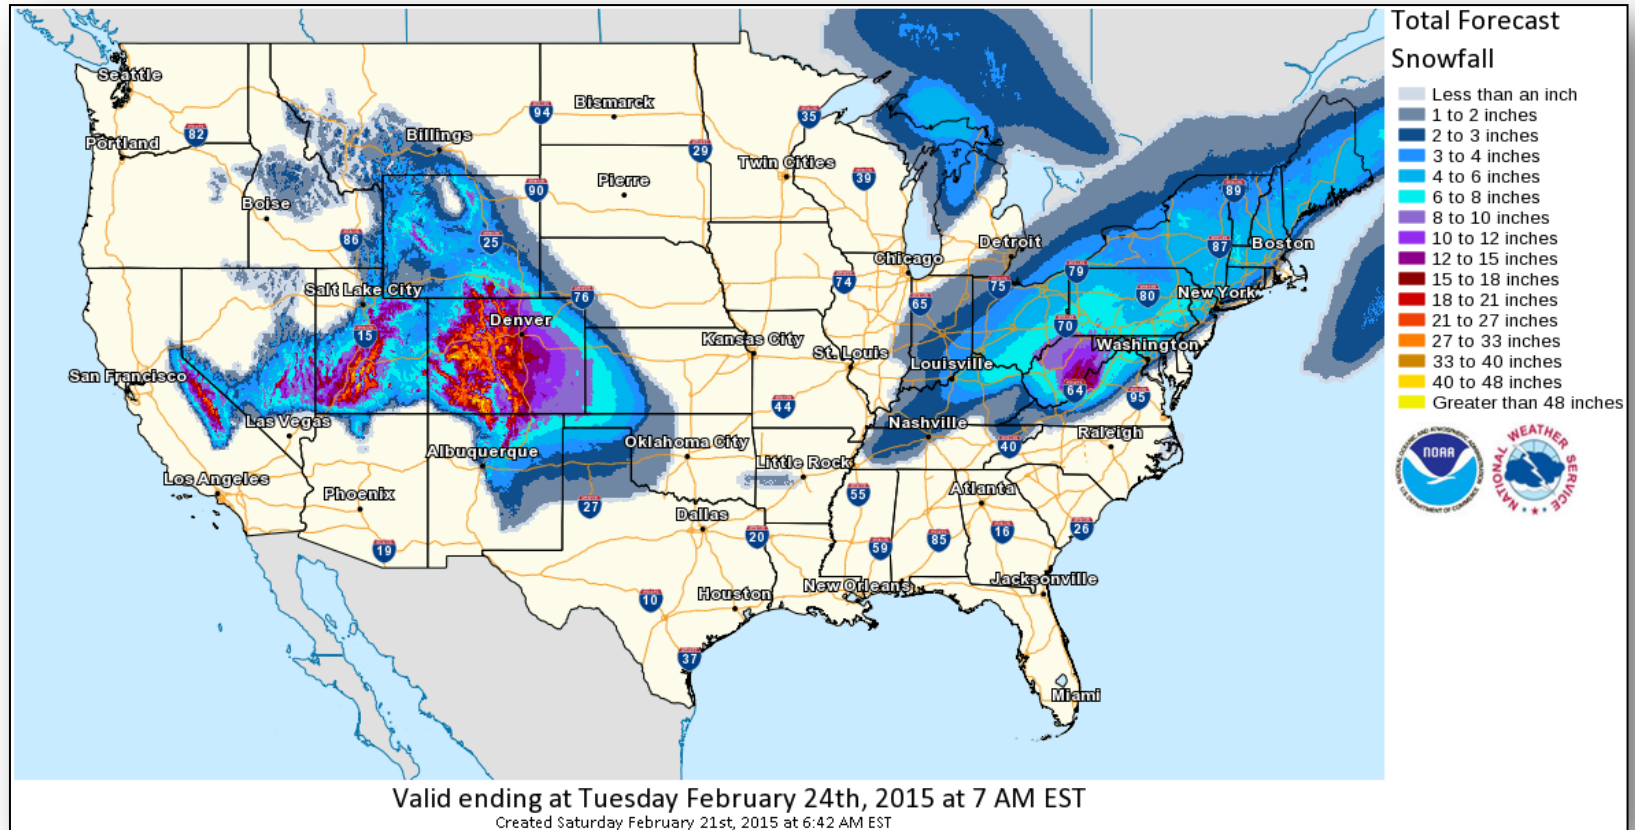 Total Forecast
Snowfall
Less than an inch
1 to 2 inches
2 to 3 inches
3 to 4 inches
4 to 6 inches
6 to 8 inches
8 to 10 inches
10 to 12 inches
12 to 15 inches
15 to 18 inches
18 to 21 inches
21 to 27 inches
27 to 33 inches
33 to 40 inches
40 to 48 inches
Greater than 48 inches
NOAA
NATIONAL WEATHER SERVICE
Seattle
Portland
82
Billings
94
Bismarck
35
29
Twin Cities
39
90
Pierre
Boise
86
25
89
87
Boston
Detroit
Chicago
74
65
75
79
80
New York
Salt Lake City
76
15
Denver
70
Kansas City
St. Louis
Louisville
Washington
San Francisco
64
95
44
Las Vegas
Albuquerque
Oklahoma City
Nashville
40
Raleigh
Little Rock
Los Angeles
Phoenix
27
55
Atlanta
Dallas
20
19
59
85
16
26
10
Houston
New Orleans
Jacksonville
37
Miami
Valid ending at Tuesday February 24th, 2015 at 7 AM EST
Created Saturday February 21st, 2015 at 6:42 AM EST